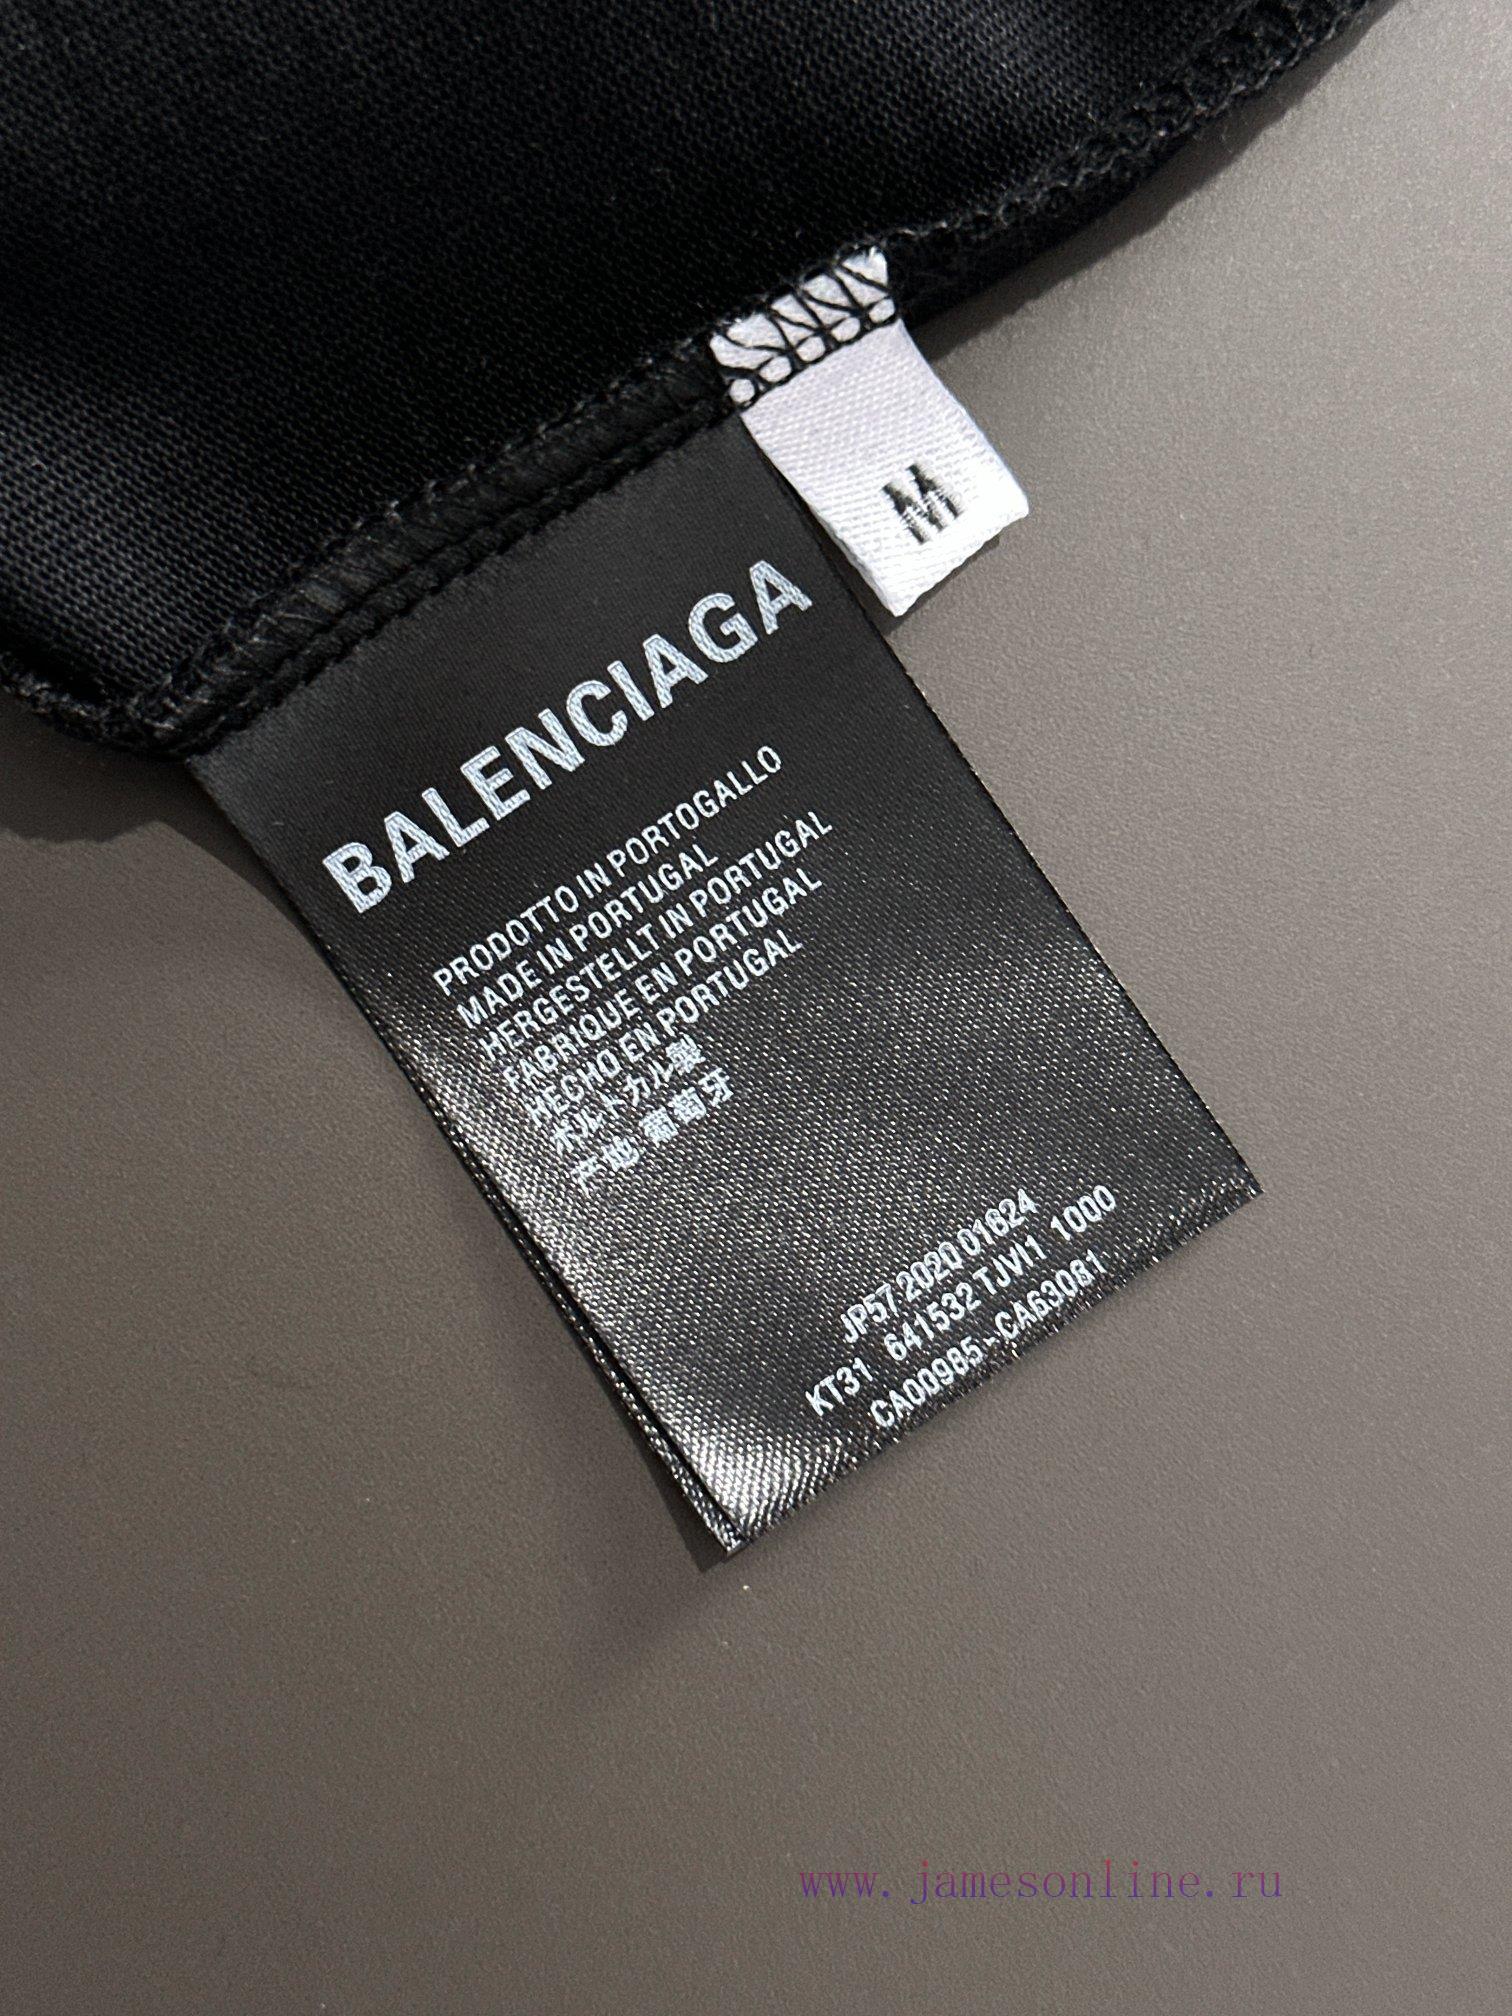 M
BALENCIAGA
PRODOTTO IN PORTOGALLO
MADE IN PORTUGAL
HERGESTELLT IN PORTUGAL
FABRIQUE EN PORTUGAL
HECHO EN PORTUGAL
ポルトカル製
产地 葡萄牙
JP57 2020 01624
KT31 641532 TJVI1 1000
CA00985-CA63081
www.jamesonline.ru